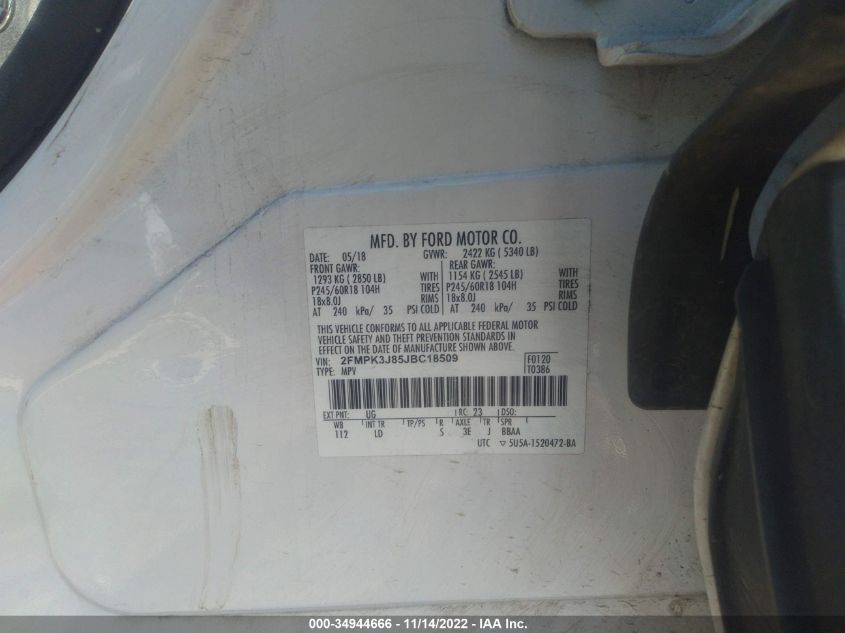 MFD. BY FORD MOTOR CO.
DATE: 05/18 GVWR: 2422 KG ( 5340 LB)
FRONT GAWR: REAR GAWR:
1293 KG ( 2850 LB) WITH 1154 KG ( 2545 LB) WITH
P245/60R18 104H TIRES P245/60R18 104H TIRES
18x8.0J RIMS 18x8.0J RIMS
AT 240 kPa/ 35 PSI COLD AT 240 kPa/ 35 PSI COLD
THIS VEHICLE CONFORMS TO ALL APPLICABLE FEDERAL MOTOR
VEHICLE SAFETY AND THEFT PREVENTION STANDARDS IN
EFFECT ON THE DATE OF MANUFACTURE SHOWN ABOVE.
VIN: 2FMPK3J85JBC18509 F0120
TYPE: MPV T0386
EXT PNT: UG RC: 23 DSO:
WB INT TR TP/PS R AXLE TR SPR
112 LD S 3E J BBAA
UTC ▽ 5U5A-1520472-BA
000-34944666 - 11/14/2022 - IAA Inc.